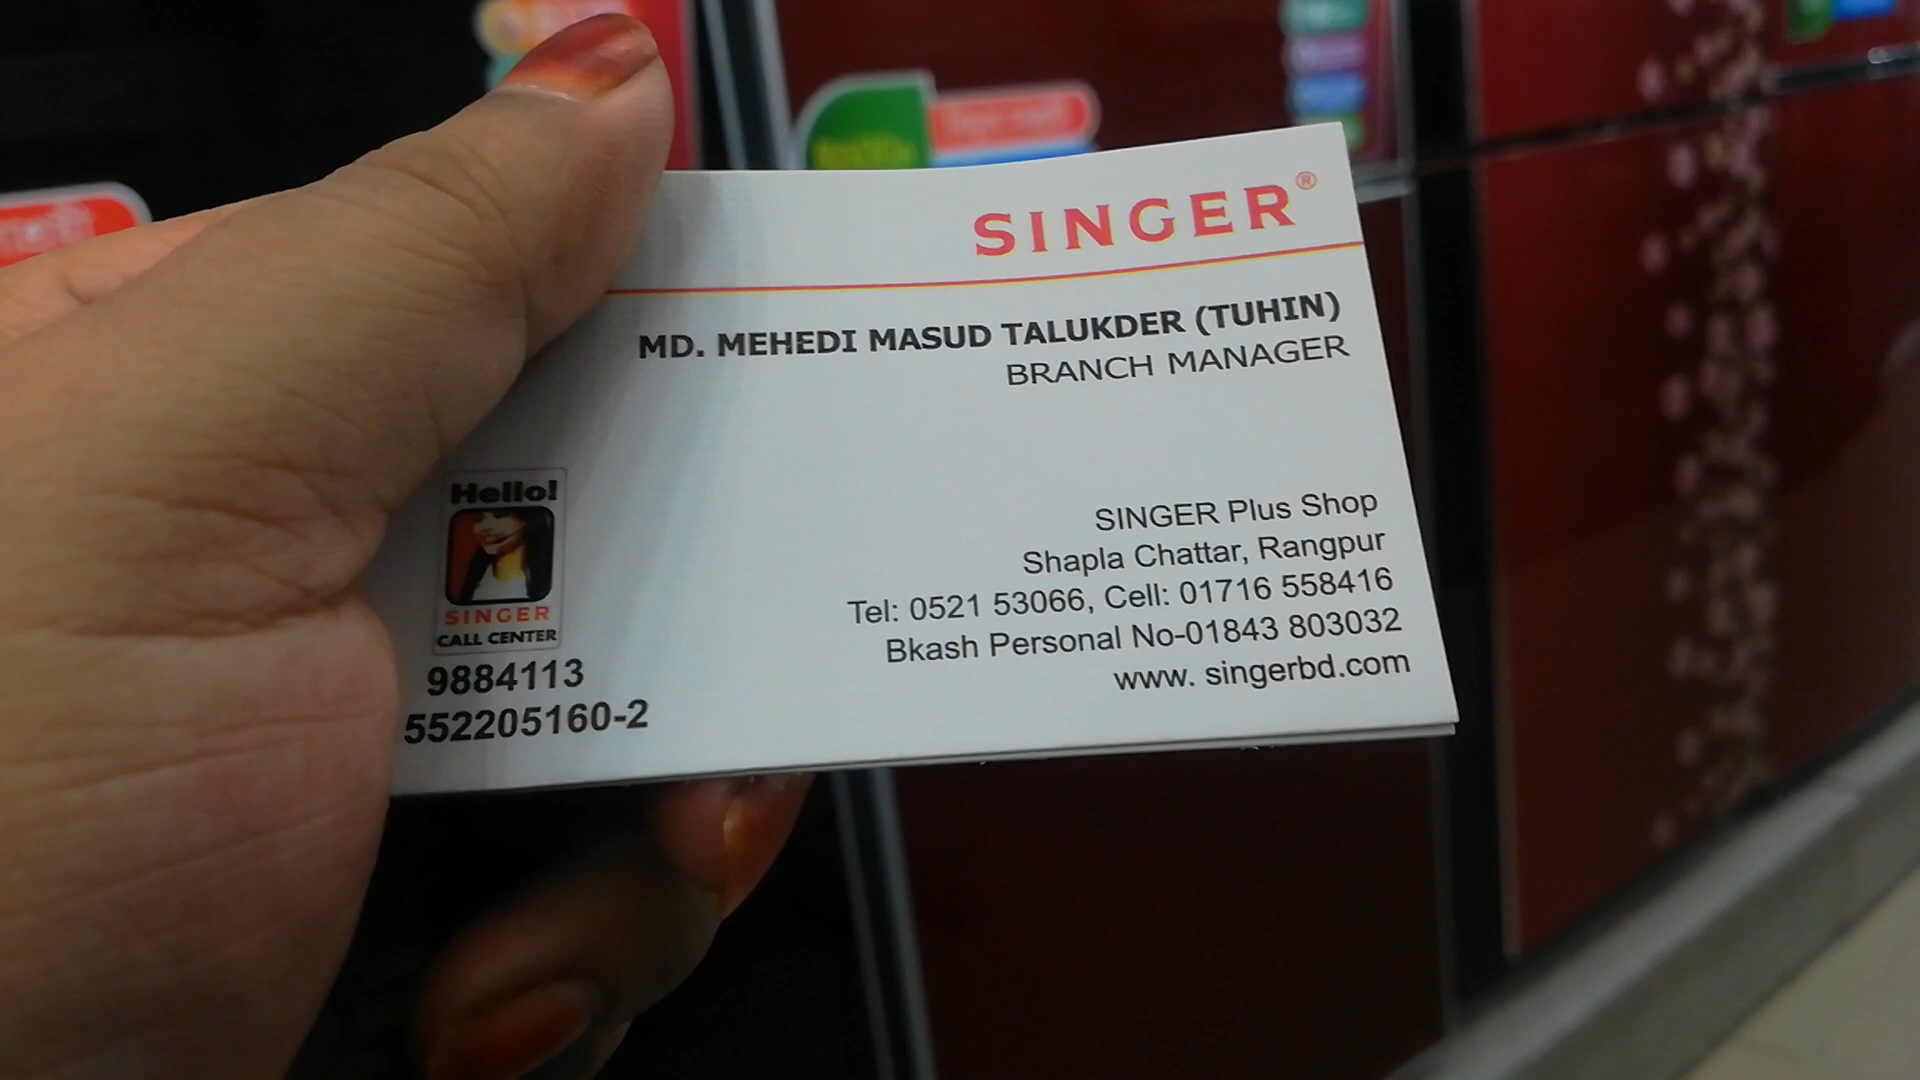 SINGER®
MD. MEHEDI MASUD TALUKDER (TUHIN)
BRANCH MANAGER
SINGER Plus Shop
Shapla Chattar, Rangpur
Tel: 0521 53066, Cell: 01716 558416
Bkash Personal No-01843 803032
www. singerbd.com
Hello!
SINGER
CALL CENTER
9884113
552205160-2